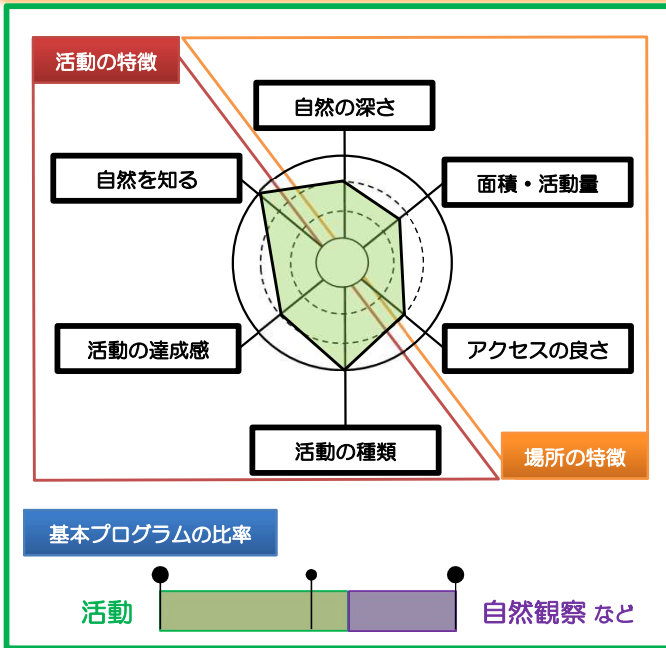 活動の特徴
自然の深さ
自然を知る
面積・活動量
活動の達成感
アクセスの良さ
活動の種類
場所の特徴
基本プログラムの比率
活動
自然観察 など